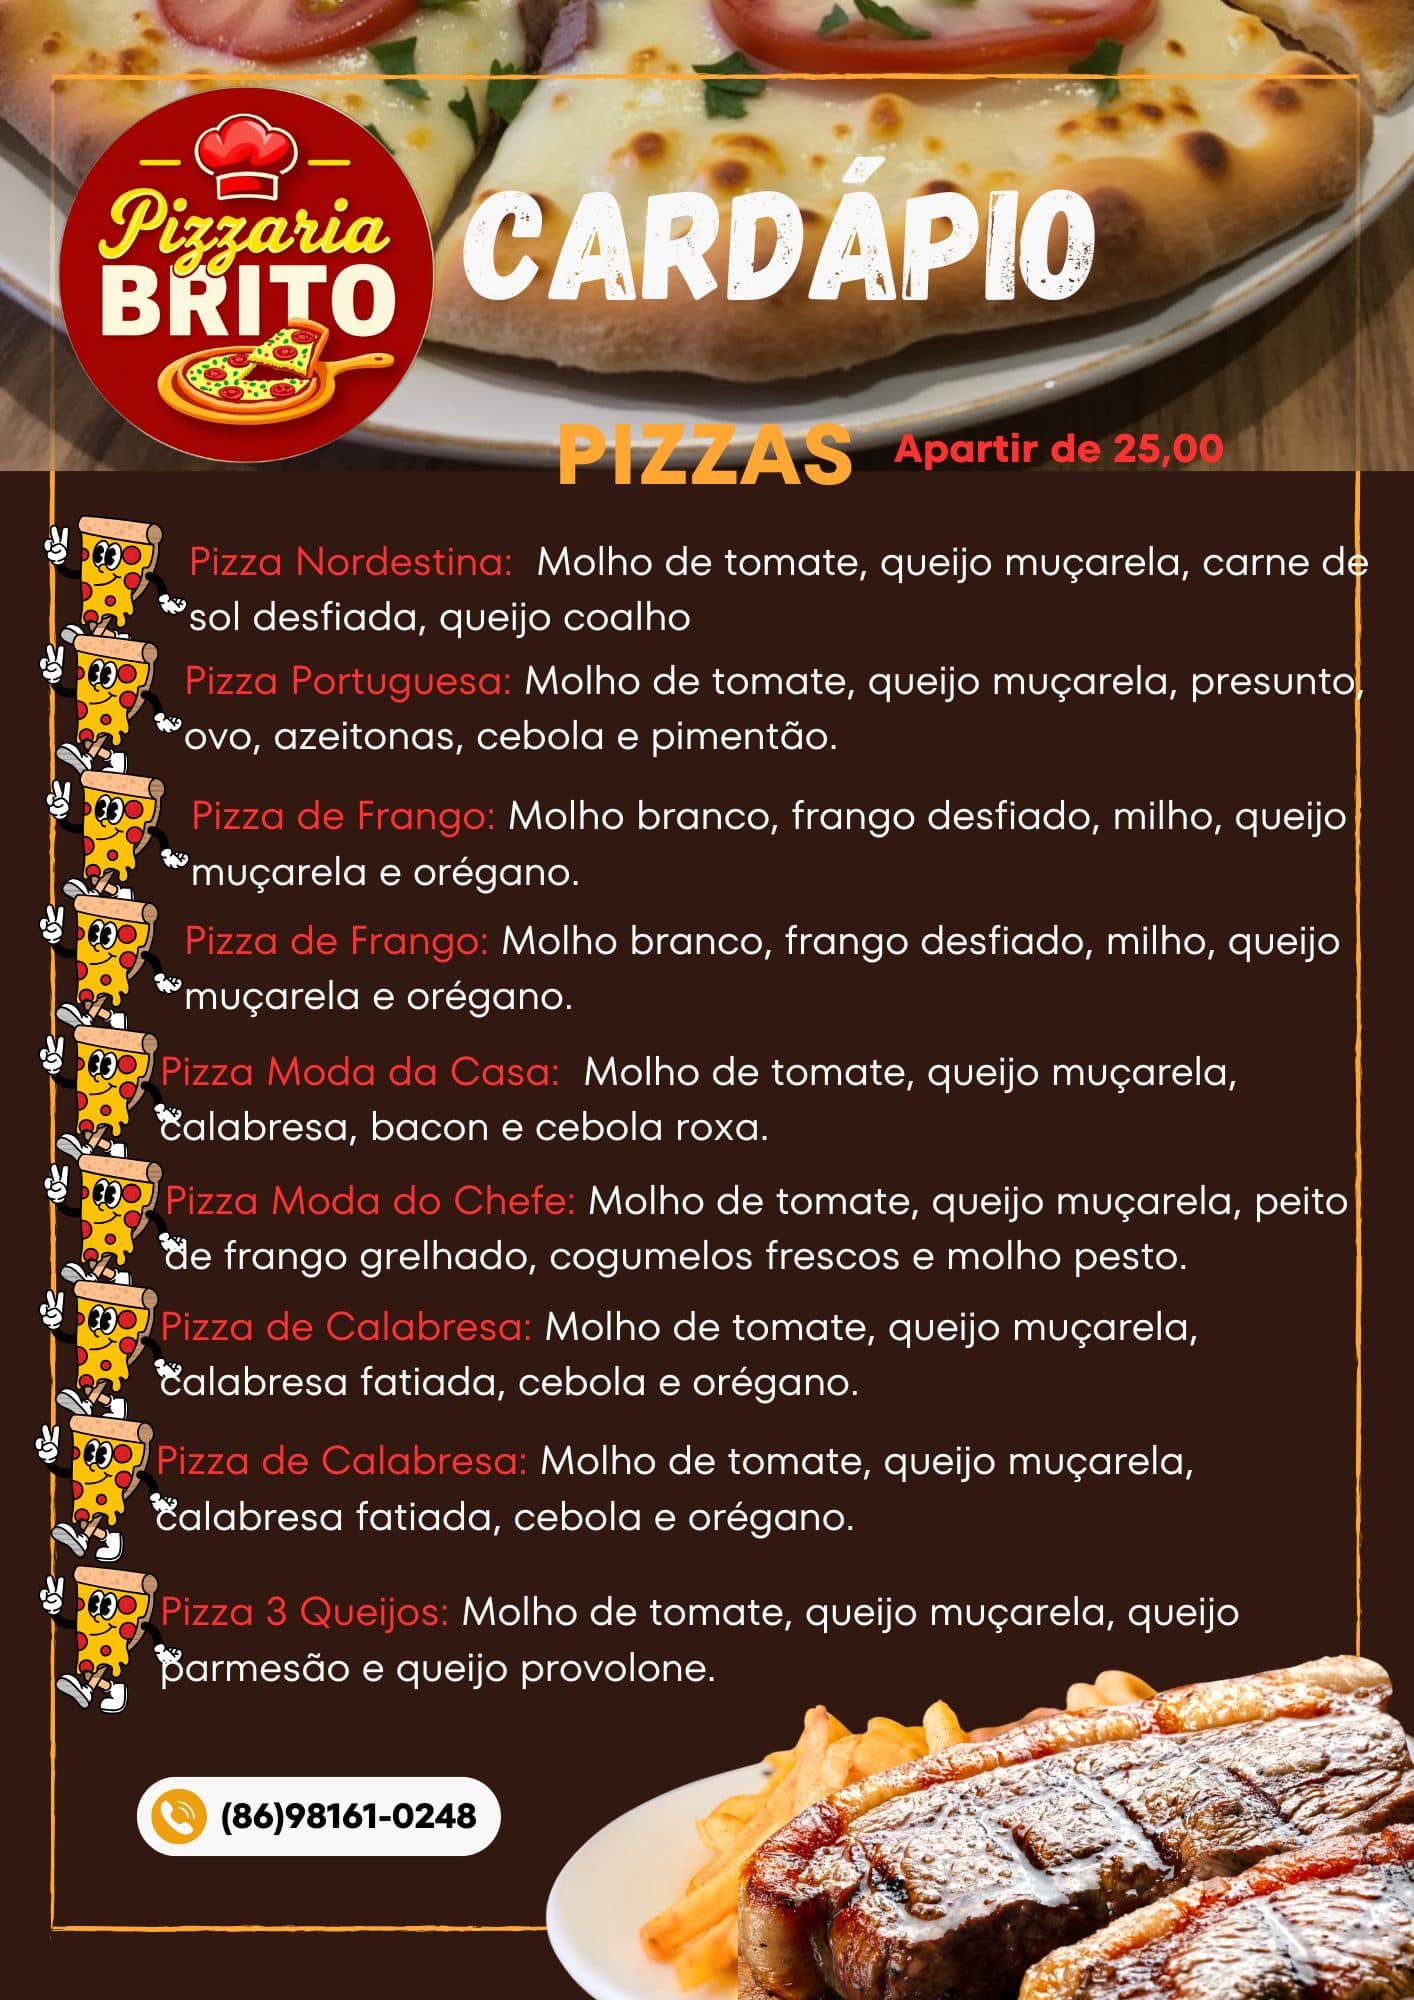 Pizzaria
BRITO
CARDÁPIO
PIZZAS Apartir de 25,00
Pizza Nordestina: Molho de tomate, queijo muçarela, carne de
sol desfiada, queijo coalho
Pizza Portuguesa: Molho de tomate, queijo muçarela, presunto,
ovo, azeitonas, cebola e pimentão.
Pizza de Frango: Molho branco, frango desfiado, milho, queijo
muçarela e orégano.
Pizza de Frango: Molho branco, frango desfiado, milho, queijo
muçarela e orégano.
Pizza Moda da Casa: Molho de tomate, queijo muçarela,
calabresa, bacon e cebola roxa.
Pizza Moda do Chefe: Molho de tomate, queijo muçarela, peito
de frango grelhado, cogumelos frescos e molho pesto.
Pizza de Calabresa: Molho de tomate, queijo muçarela,
calabresa fatiada, cebola e orégano.
Pizza de Calabresa: Molho de tomate, queijo muçarela,
calabresa fatiada, cebola e orégano.
Pizza 3 Queijos: Molho de tomate, queijo muçarela, queijo
parmesão e queijo provolone.
(86)98161-0248